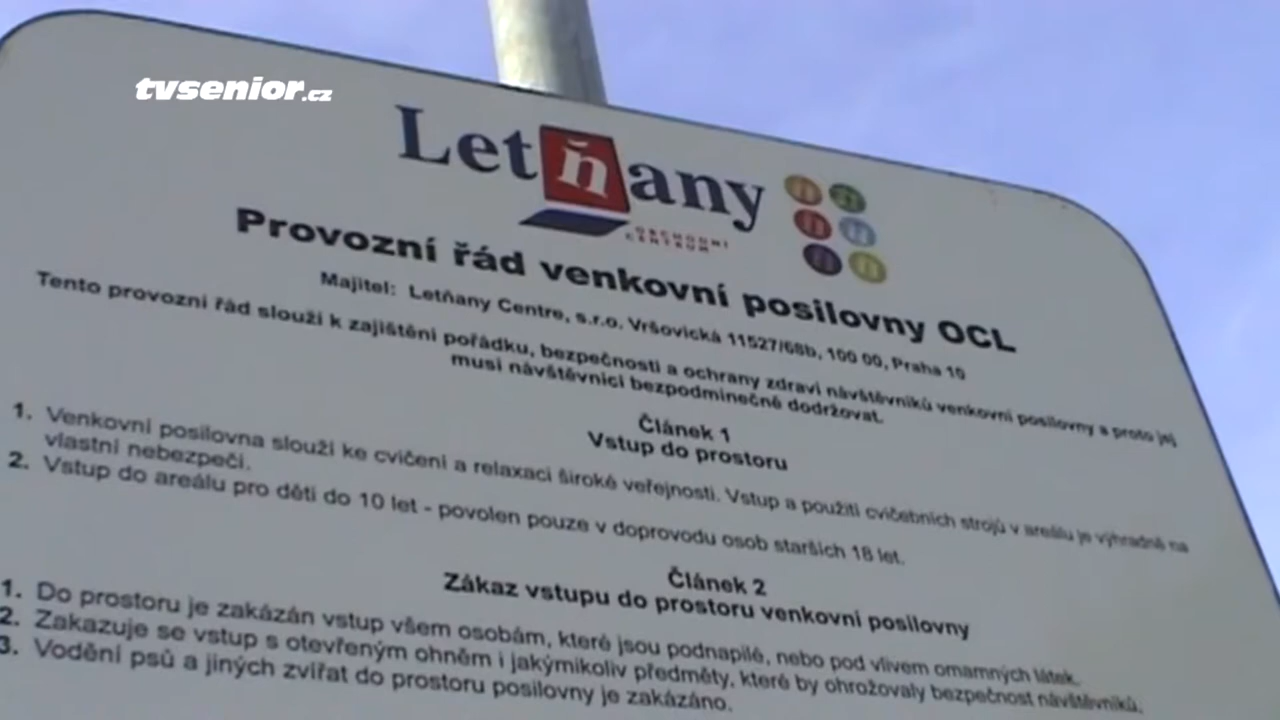 tvsenior.cz
Letňany
OBCHODNÍ
CENTRUM
Provozní řád venkovní posilovny OCL
Majitel: Letňany Centre, s.r.o. Vršovická 11527/68b, 100 00, Praha 10
Tento provozní řád slouží k zajištění pořádku, bezpečnosti a ochrany zdraví návštěvníků venkovní posilovny a proto jej
musí návštěvníci bezpodmínečně dodržovat.
Článek 1
Vstup do prostoru
1. Venkovní posilovna slouží ke cvičení a relaxaci široké veřejnosti. Vstup a použití cvičebních strojů v areálu je výhradně na
vlastní nebezpečí.
2. Vstup do areálu pro děti do 10 let - povolen pouze v doprovodu osob starších 18 let.
Článek 2
Zákaz vstupu do prostoru venkovní posilovny
1. Do prostoru je zakázán vstup všem osobám, které jsou podnapilé, nebo pod vlivem omamných látek.
2. Zakazuje se vstup s otevřeným ohněm i jakýmikoliv předměty, které by ohrožovaly bezpečnost návštěvníků.
3. Vodění psů a jiných zvířat do prostoru posilovny je zakázáno.